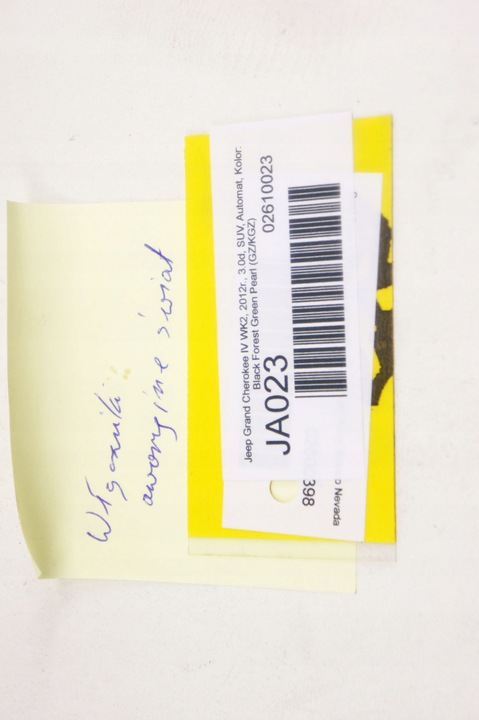 Włącznik
awaryjne świat
Jeep Grand Cherokee IV WK2, 2012r., 3.0d, SUV, Automat, Kolor:
Black Forest Green Pearl (GZ/KGZ)
JA023
02610023
398
o Nevada